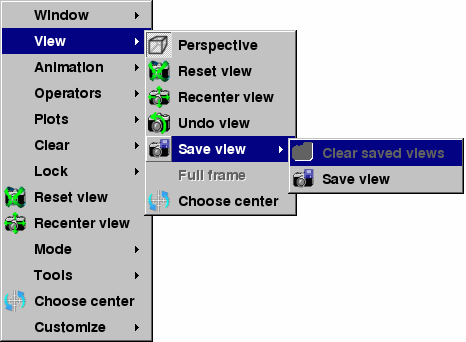 Window
View
Animation
Operators
Plots
Clear
Lock
Reset view
Recenter view
Mode
Tools
Choose center
Customize
Perspective
Reset view
Recenter view
Undo view
Save view
Full frame
Choose center
Clear saved views
Save view